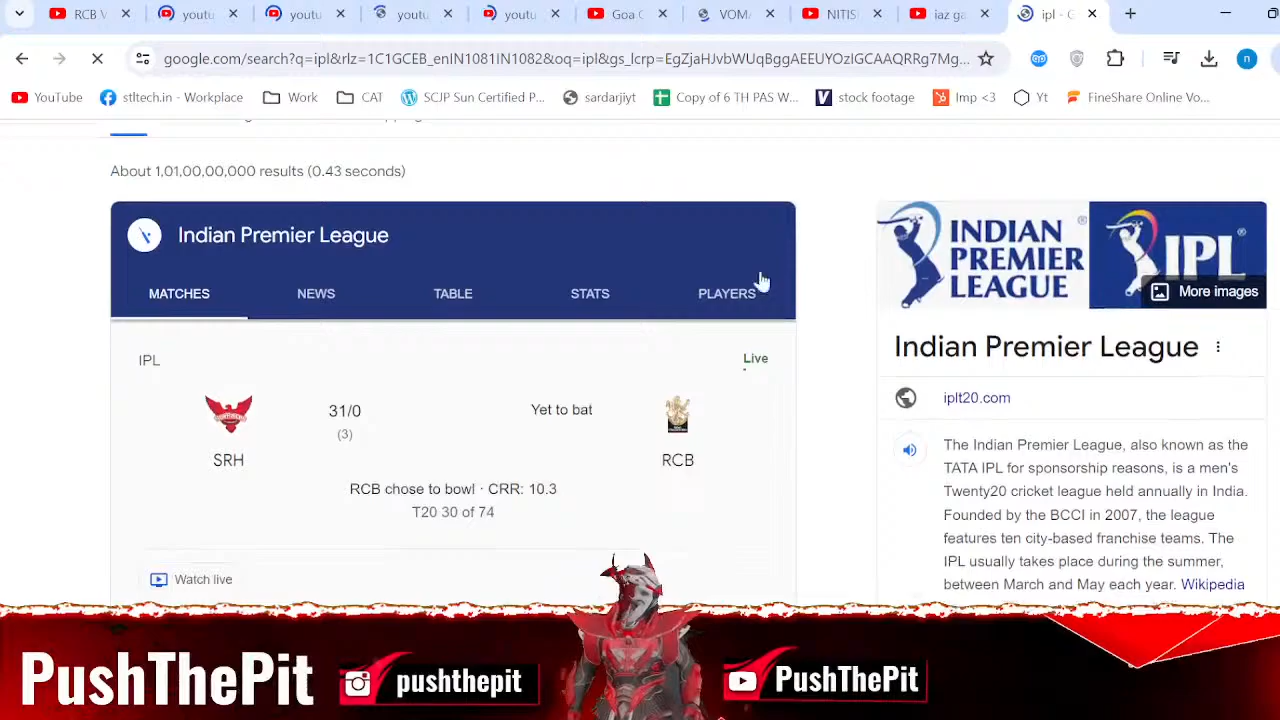 RCB V
youtu
youtu
youtu
youtu
Goa C
VOMA
NITISI
iaz ga
ipl - G
google.com/search?q=ipl&rlz=1C1GCEB_enIN1081IN1082&oq=ipl&gs_lcrp=EgZjaHJvbWUqBggAEEUYOzIGCAAQRRg7Mg...
YouTube
stltech.in - Workplace
Work
CAT
SCJP Sun Certified P...
sardarjiyt
Copy of 6 TH PAS W...
stock footage
Imp <3
Yt
FineShare Online Vo...
About 1,01,00,00,000 results (0.43 seconds)
Indian Premier League
MATCHES NEWS TABLE STATS PLAYERS
IPL Live
31/0 Yet to bat
(3)
SRH RCB
RCB chose to bowl · CRR: 10.3
T20 30 of 74
Watch live
INDIAN
PREMIER
LEAGUE
IPL
More images
Indian Premier League
iplt20.com
The Indian Premier League, also known as the
TATA IPL for sponsorship reasons, is a men's
Twenty20 cricket league held annually in India.
Founded by the BCCI in 2007, the league
features ten city-based franchise teams. The
IPL usually takes place during the summer,
between March and May each year. Wikipedia
PushThePit
pushthepit
PushThePit